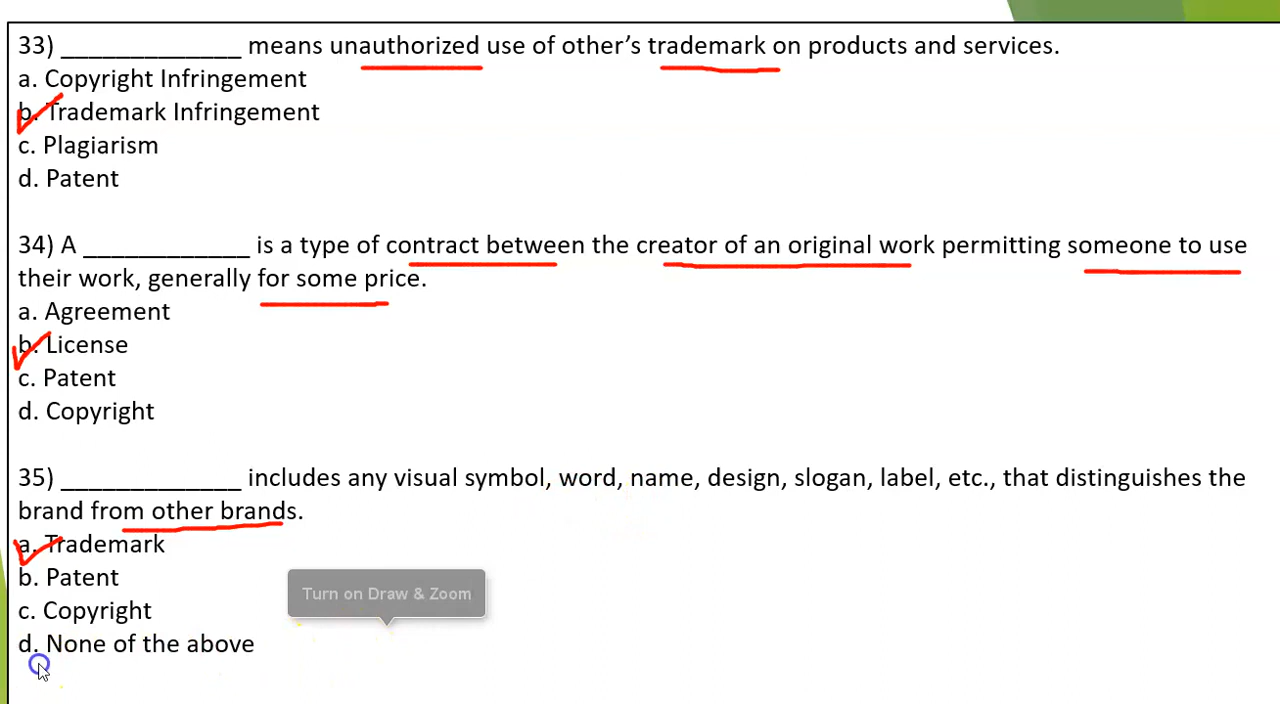 33) ______________ means unauthorized use of other’s trademark on products and services.
a. Copyright Infringement
b. Trademark Infringement
c. Plagiarism
d. Patent
34) A _____________ is a type of contract between the creator of an original work permitting someone to use
their work, generally for some price.
a. Agreement
b. License
c. Patent
d. Copyright
35) ______________ includes any visual symbol, word, name, design, slogan, label, etc., that distinguishes the
brand from other brands.
a. Trademark
b. Patent
Turn on Draw & Zoom
c. Copyright
d. None of the above